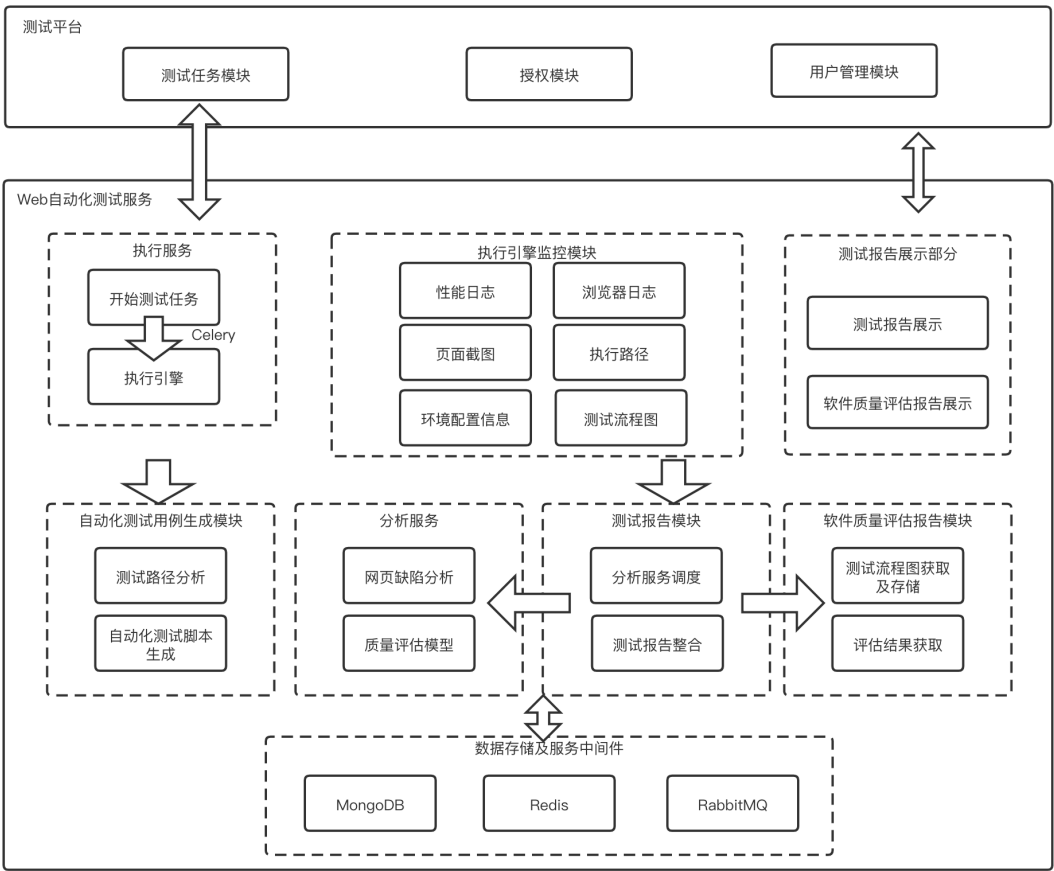 测试平台
测试任务模块
授权模块
用户管理模块
Web自动化测试服务
执行服务
开始测试任务
Celery
执行引擎
执行引擎监控模块
性能日志
浏览器日志
页面截图
执行路径
环境配置信息
测试流程图
测试报告展示部分
测试报告展示
软件质量评估报告展示
自动化测试用例生成模块
测试路径分析
自动化测试脚本
生成
分析服务
网页缺陷分析
质量评估模型
测试报告模块
分析服务调度
测试报告整合
软件质量评估报告模块
测试流程图获取
及存储
评估结果获取
数据存储及服务中间件
MongoDB
Redis
RabbitMQ